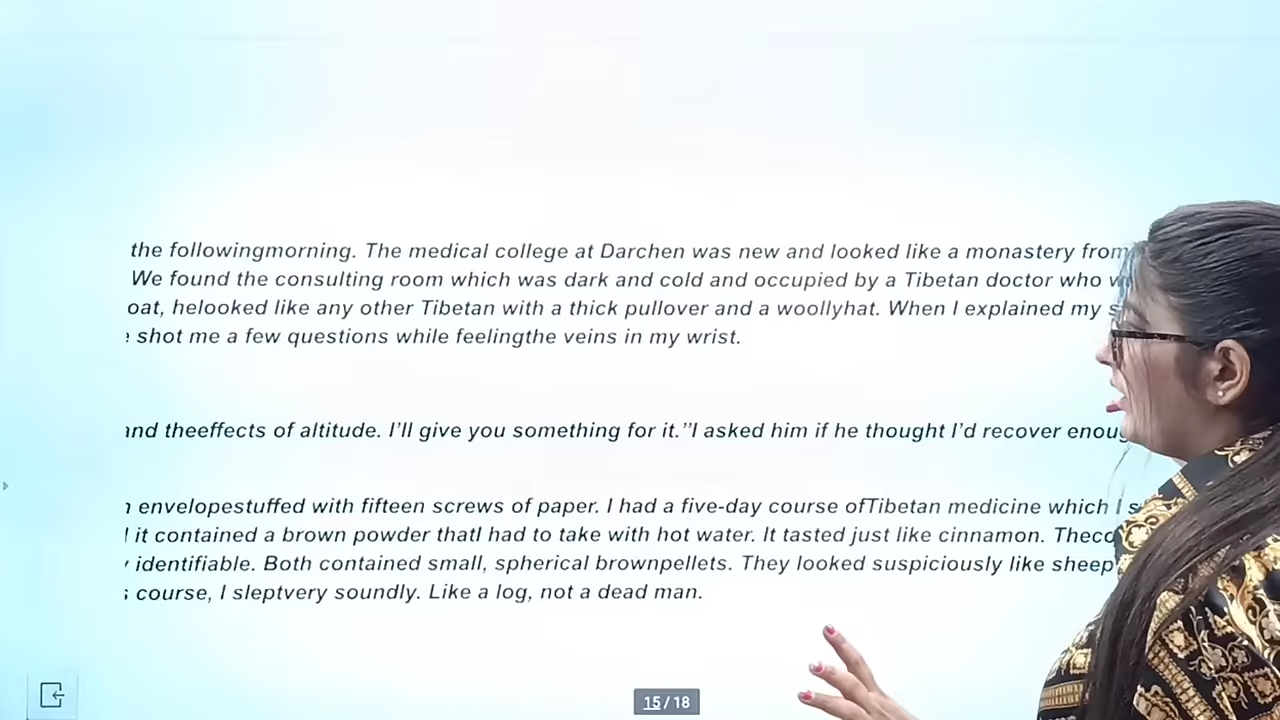 the followingmorning. The medical college at Darchen was new and looked like a monastery from
We found the consulting room which was dark and cold and occupied by a Tibetan doctor who
oat, helooked like any other Tibetan with a thick pullover and a woollyhat. When I explained my
shot me a few questions while feelingthe veins in my wrist.
and theeffects of altitude. I'll give you something for it.”I asked him if he thought I'd recover
envelopestuffed with fifteen screws of paper. I had a five-day course ofTibetan medicine which I
it contained a brown powder thatI had to take with hot water. It tasted just like cinnamon.
identifiable. Both contained small, spherical brownpellets. They looked suspiciously like sheep
course, I sleptvery soundly. Like a log, not a dead man.
15 / 18